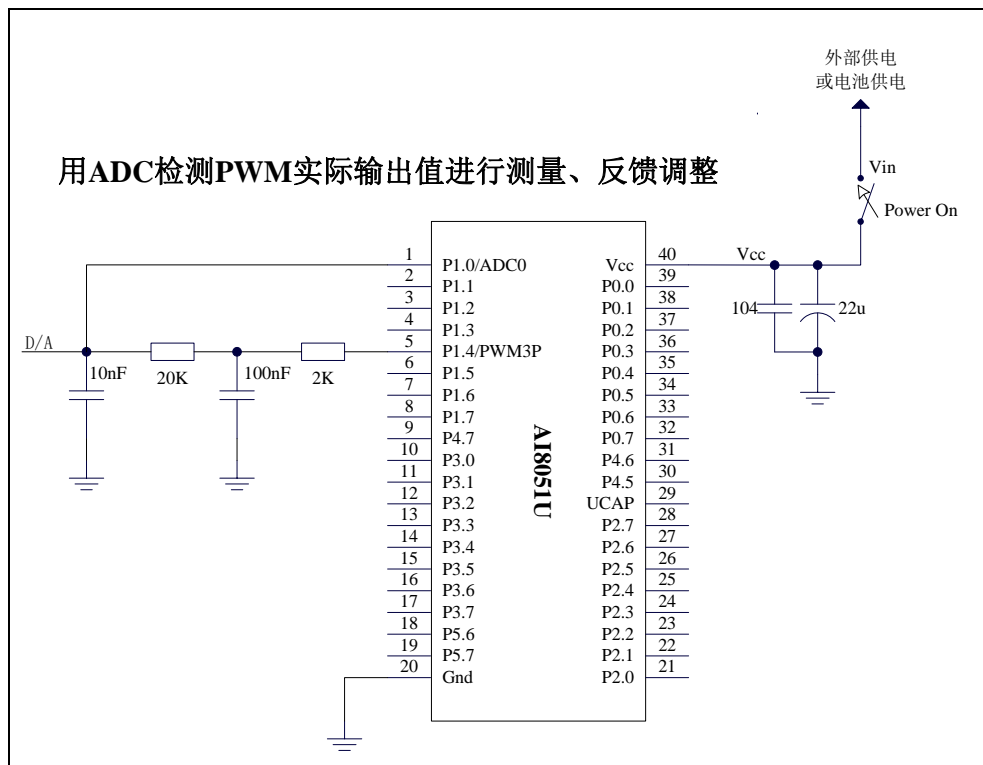 外部供电
或电池供电
用ADC检测PWM实际输出值进行测量、反馈调整
Vin
Power On
1 P1.0/ADC0 Vcc 40 Vcc
2 P1.1 P0.0 39
3 P1.2 P0.1 38
104 22u
4 P1.3 P0.2 37
D/A
5 P1.4/PWM3P P0.3 36
10nF 20K 100nF 2K
6 P1.5 P0.4 35
7 P1.6 P0.5 34
8 P1.7 P0.6 33
9 P4.7 P0.7 32
10 P3.0 P4.6 31
11 P3.1 P4.5 30
12 P3.2 UCAP 29
13 P3.3 P2.7 28
14 P3.4 P2.6 27
15 P3.5 P2.5 26
16 P3.6 P2.4 25
17 P3.7 P2.3 24
18 P5.6 P2.2 23
19 P5.7 P2.1 22
20 Gnd P2.0 21
AI8051U